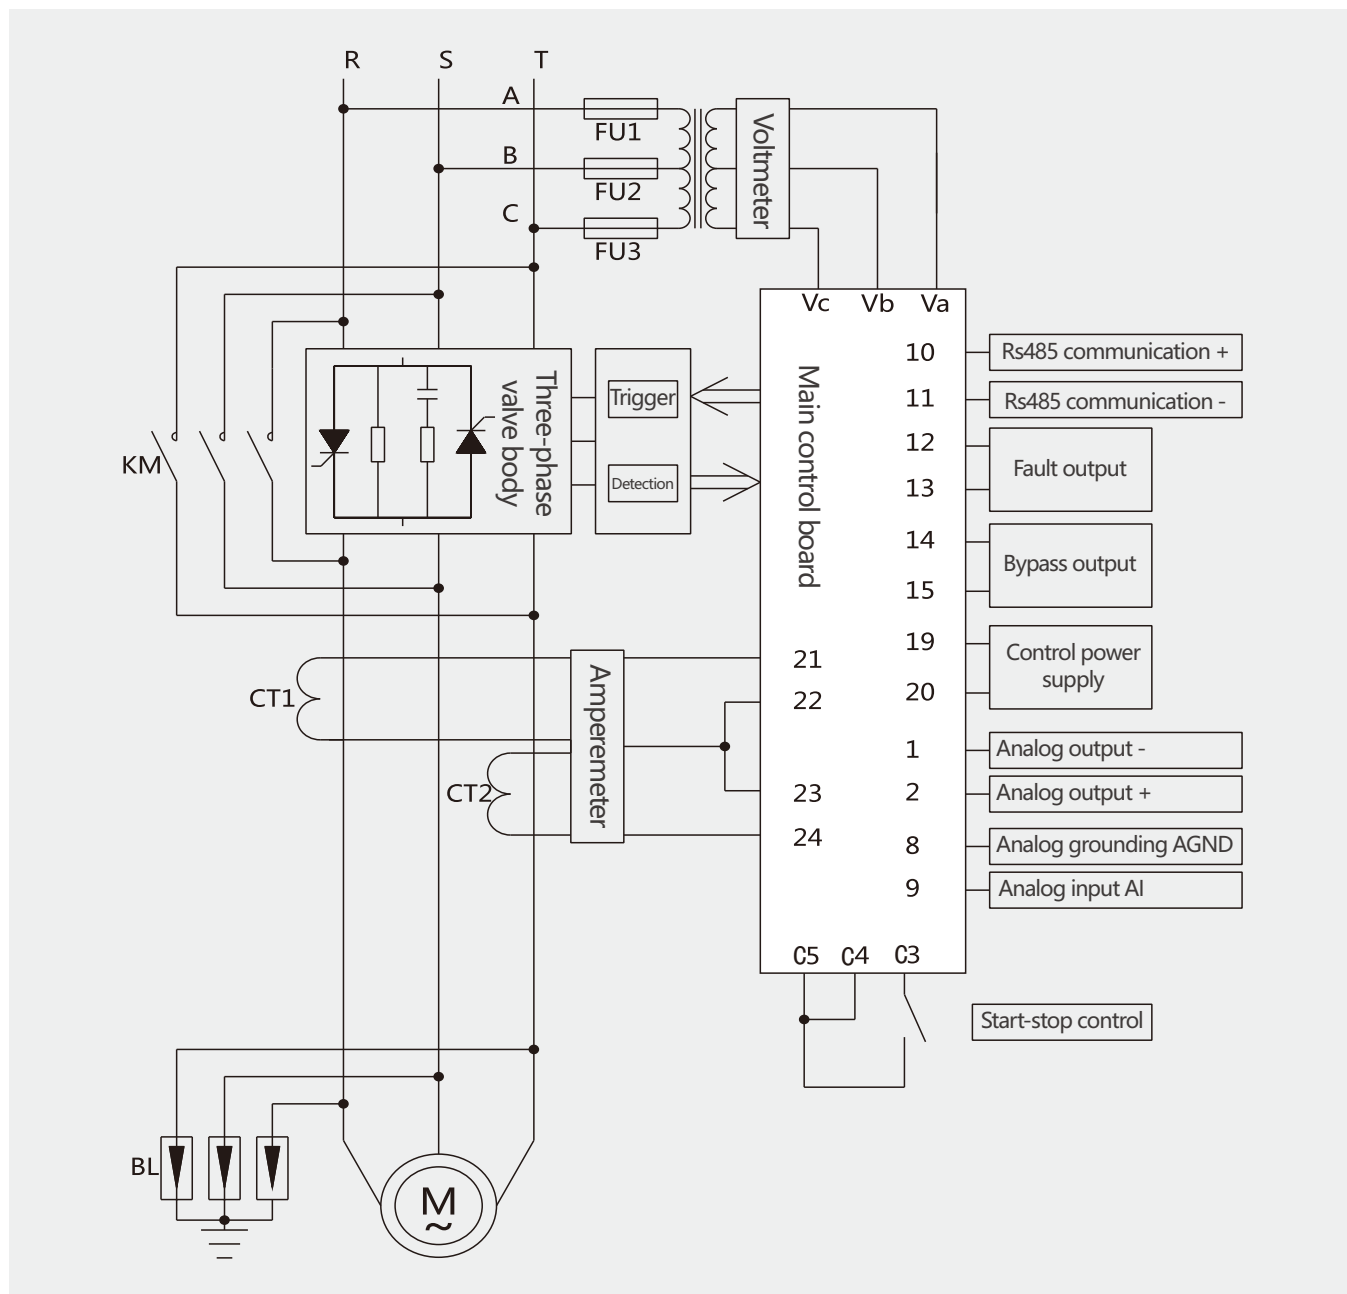 R S T
A
FU1
B
FU2
C
FU3
Voltmeter
Vc Vb Va
10 Rs485 communication +
11 Rs485 communication -
12
Fault output
13
14
Bypass output
15
19
Control power
supply
20
1 Analog output -
2 Analog output +
8 Analog grounding AGND
9 Analog input AI
Main control board
Trigger
Detection
Three-phase
valve body
KM
21
22
23
24
CT1
CT2
Amperemeter
C5 C4 C3
Start-stop control
BL
M
~